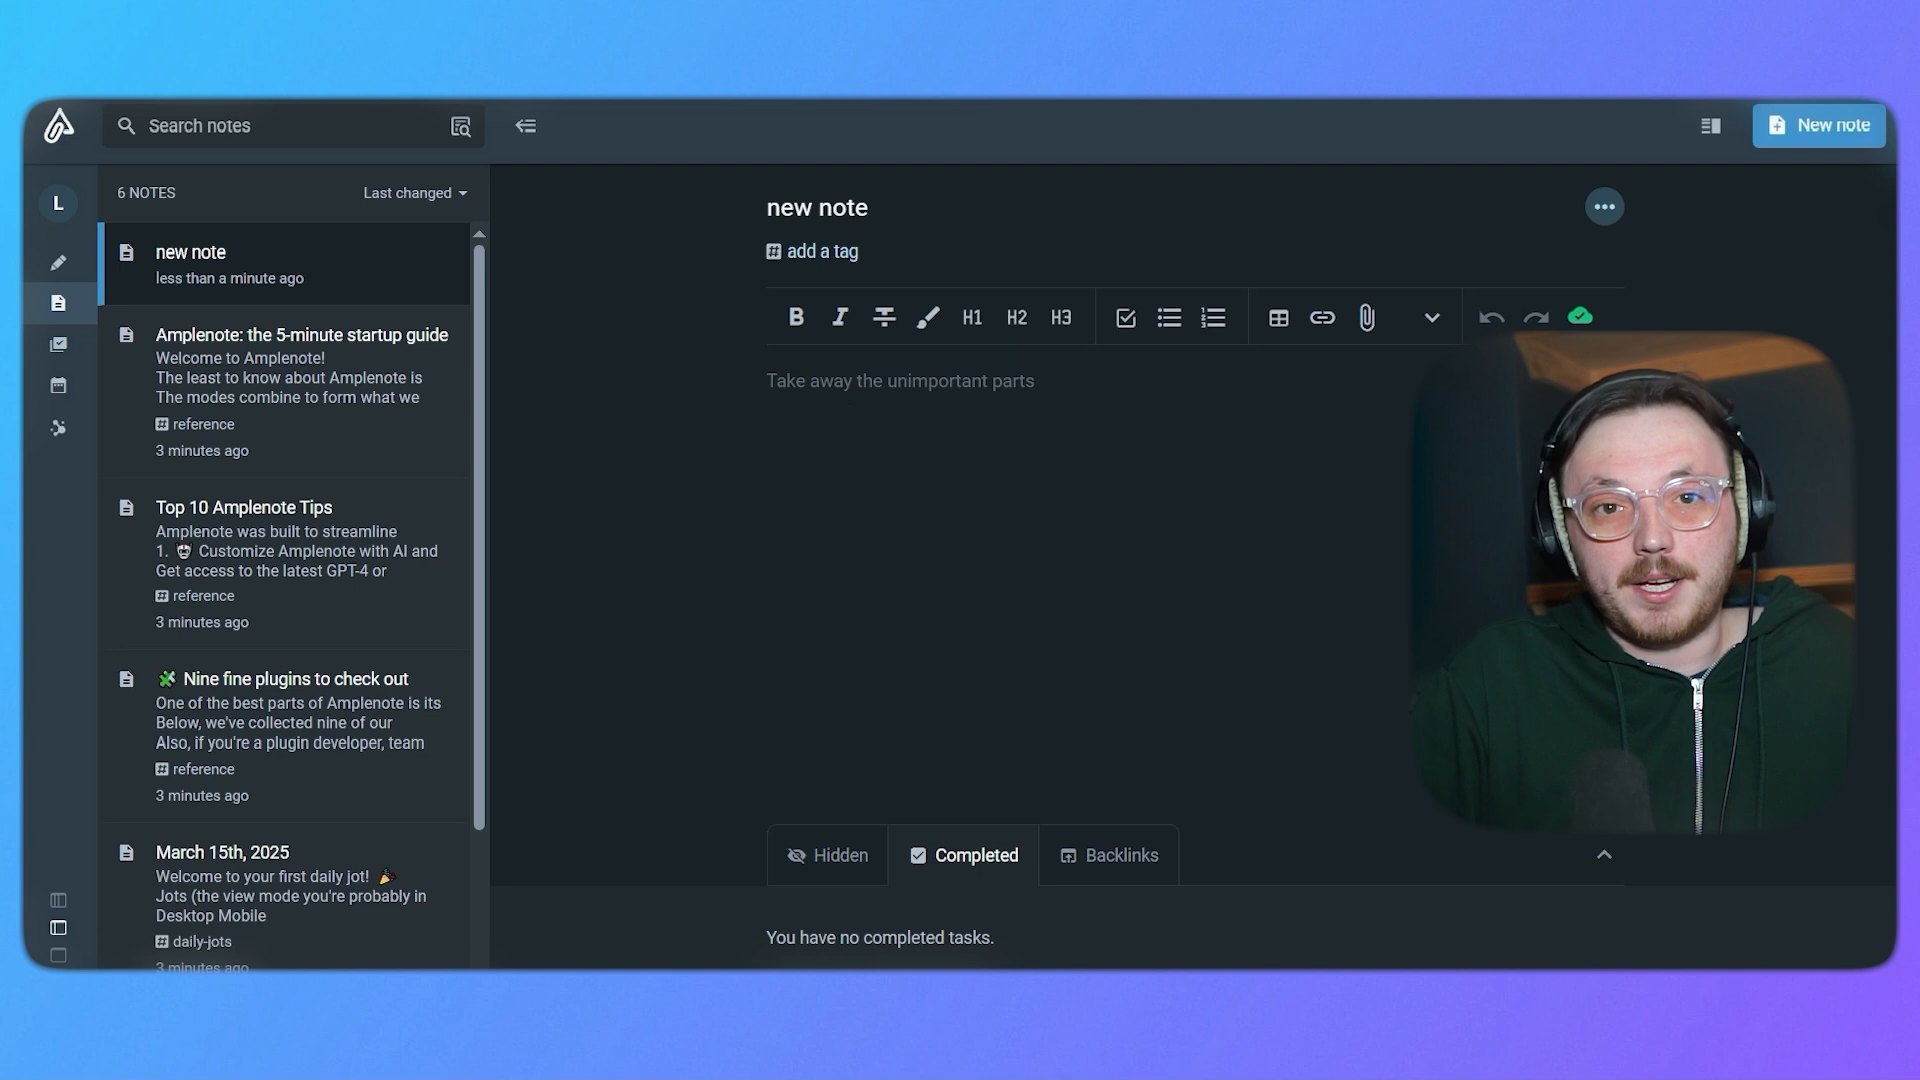 Search notes
New note
L
6 NOTES
Last changed
new note
less than a minute ago
Amplenote: the 5-minute startup guide
Welcome to Amplenote!
The least to know about Amplenote is
The modes combine to form what we
reference
3 minutes ago
Top 10 Amplenote Tips
Amplenote was built to streamline
1. 🤖 Customize Amplenote with AI and
Get access to the latest GPT-4 or
reference
3 minutes ago
🧩 Nine fine plugins to check out
One of the best parts of Amplenote is its
Below, we've collected nine of our
Also, if you're a plugin developer, team
reference
3 minutes ago
March 15th, 2025
Welcome to your first daily jot! 🎉
Jots (the view mode you're probably in
Desktop Mobile
daily-jots
3 minutes ago
new note
add a tag
B I S H1 H2 H3
Take away the unimportant parts
Hidden Completed Backlinks
You have no completed tasks.